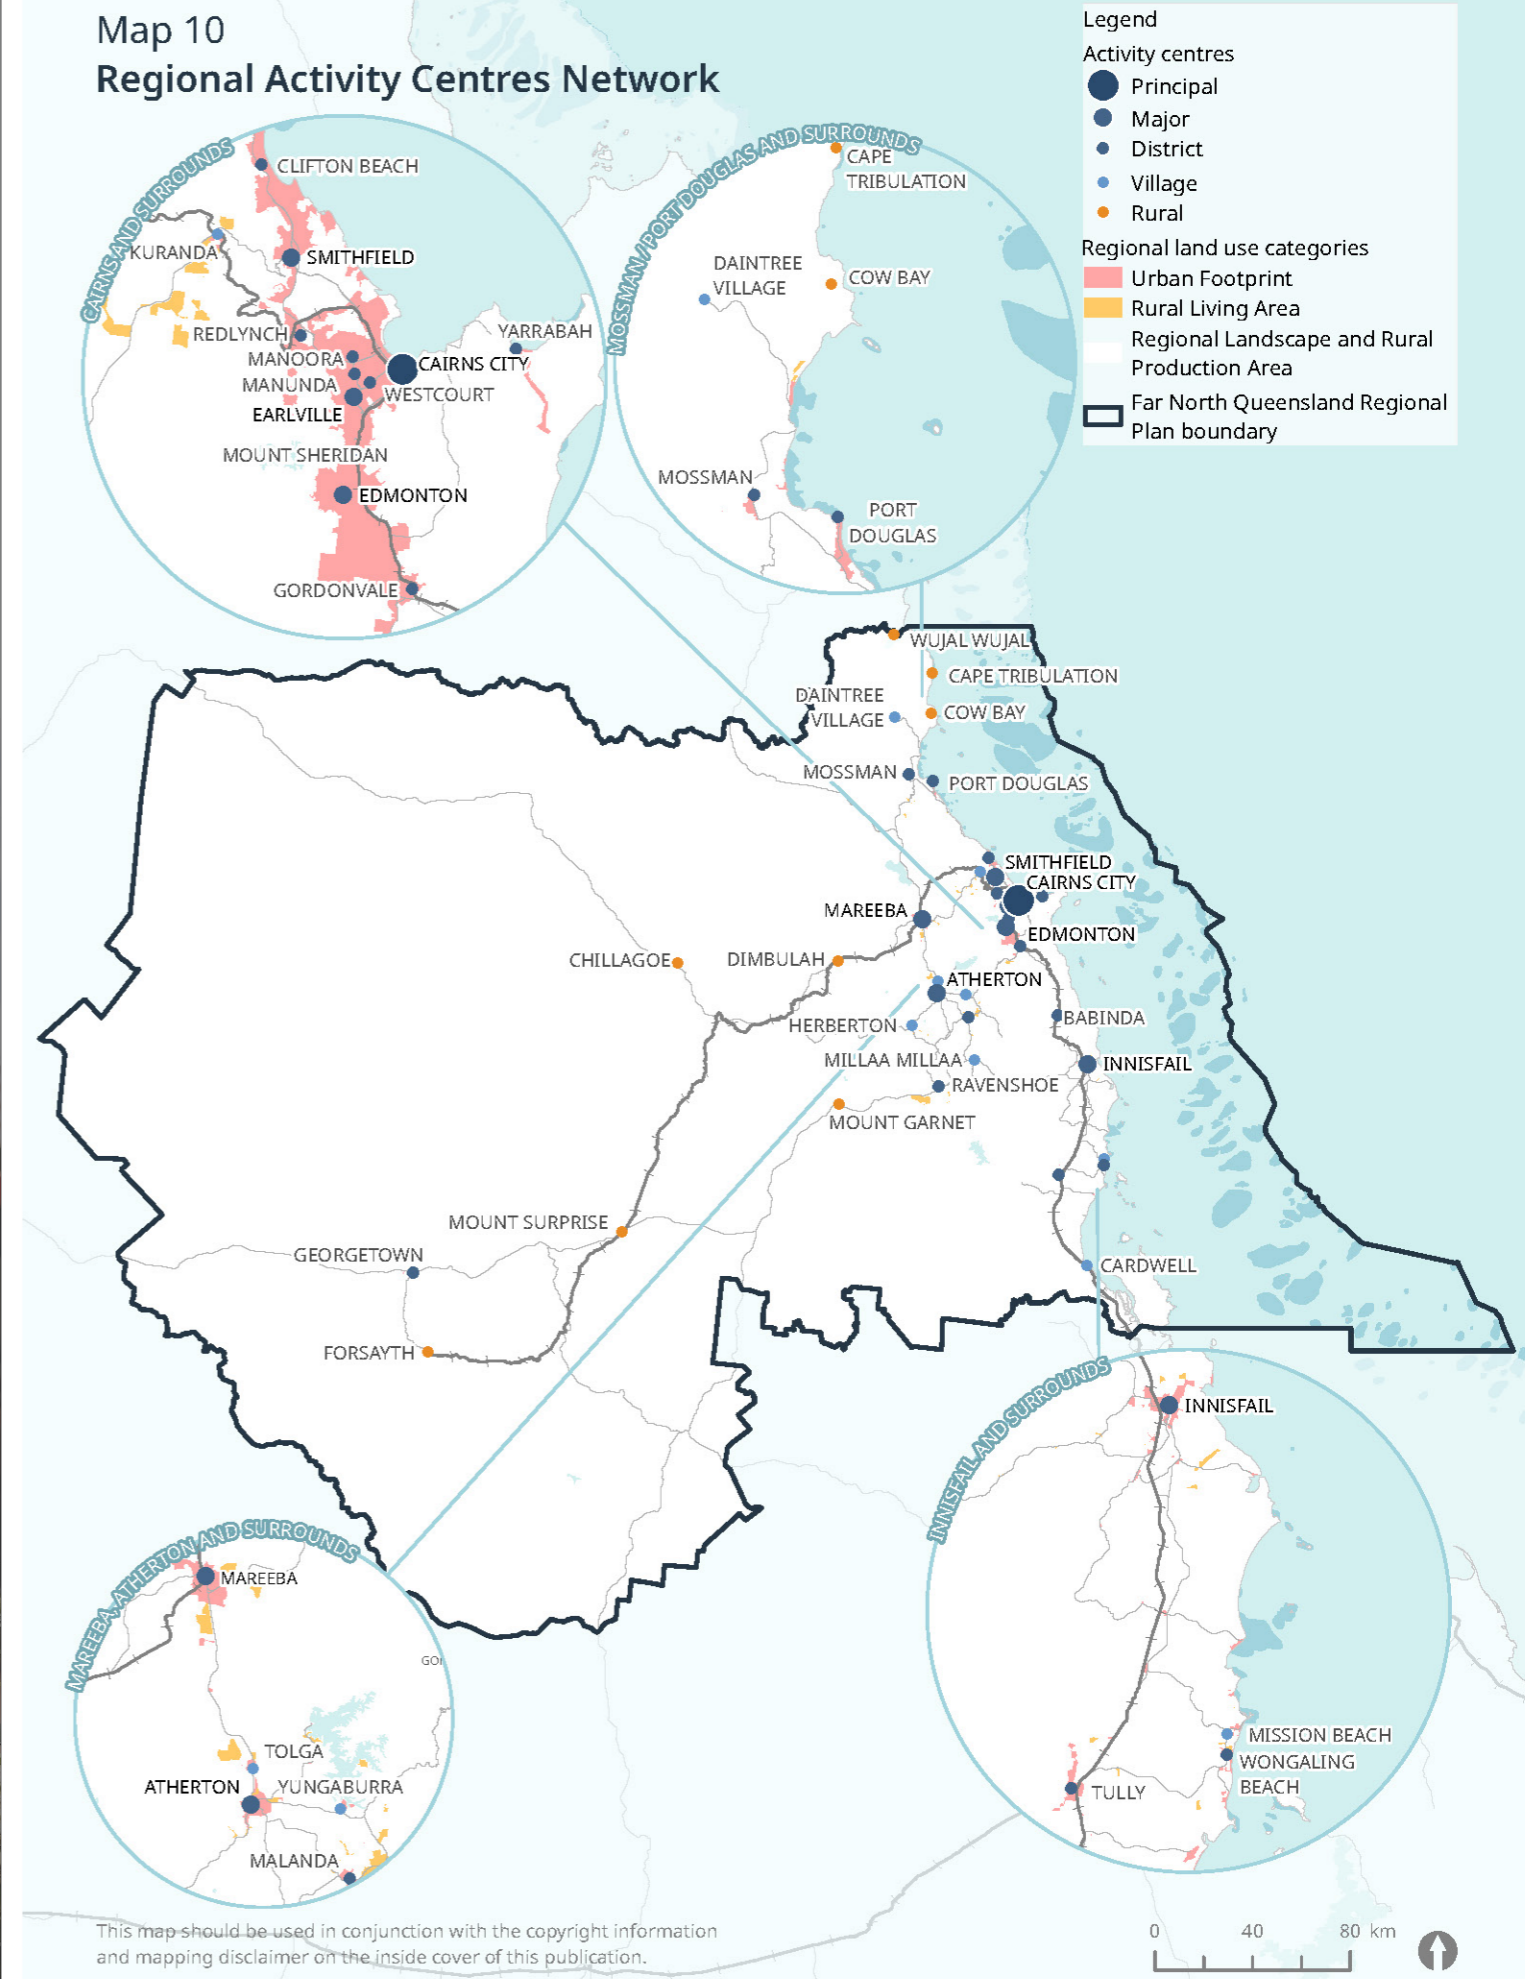 Map 10
Regional Activity Centres Network
Legend
Activity centres
Principal
Major
District
Village
Rural
Regional land use categories
Urban Footprint
Rural Living Area
Regional Landscape and Rural
Production Area
Far North Queensland Regional
Plan boundary
CAIRNS AND SURROUNDS
CLIFTON BEACH
KURANDA
SMITHFIELD
REDLYNCH
YARRABAH
MANOORA
CAIRNS CITY
MANUNDA
WESTCOURT
EARLVILLE
MOUNT SHERIDAN
EDMONTON
GORDONVALE
MOSSMAN / PORT DOUGLAS AND SURROUNDS
CAPE
TRIBULATION
DAINTREE
VILLAGE
COW BAY
MOSSMAN
PORT
DOUGLAS
WUJAL WUJAL
CAPE TRIBULATION
DAINTREE
VILLAGE
COW BAY
MOSSMAN
PORT DOUGLAS
SMITHFIELD
CAIRNS CITY
MAREEBA
EDMONTON
CHILLAGOE
DIMBULAH
ATHERTON
HERBERTON
BABINDA
MILLAA MILLAA
INNISFAIL
RAVENSHOE
MOUNT GARNET
MOUNT SURPRISE
GEORGETOWN
CARDWELL
FORSAYTH
INNISFAIL AND SURROUNDS
INNISFAIL
MISSION BEACH
WONGALING
BEACH
TULLY
MAREEBA, ATHERTON AND SURROUNDS
MAREEBA
TOLGA
ATHERTON
YUNGABURRA
MALANDA
This map should be used in conjunction with the copyright information
and mapping disclaimer on the inside cover of this publication.
0 40 80 km